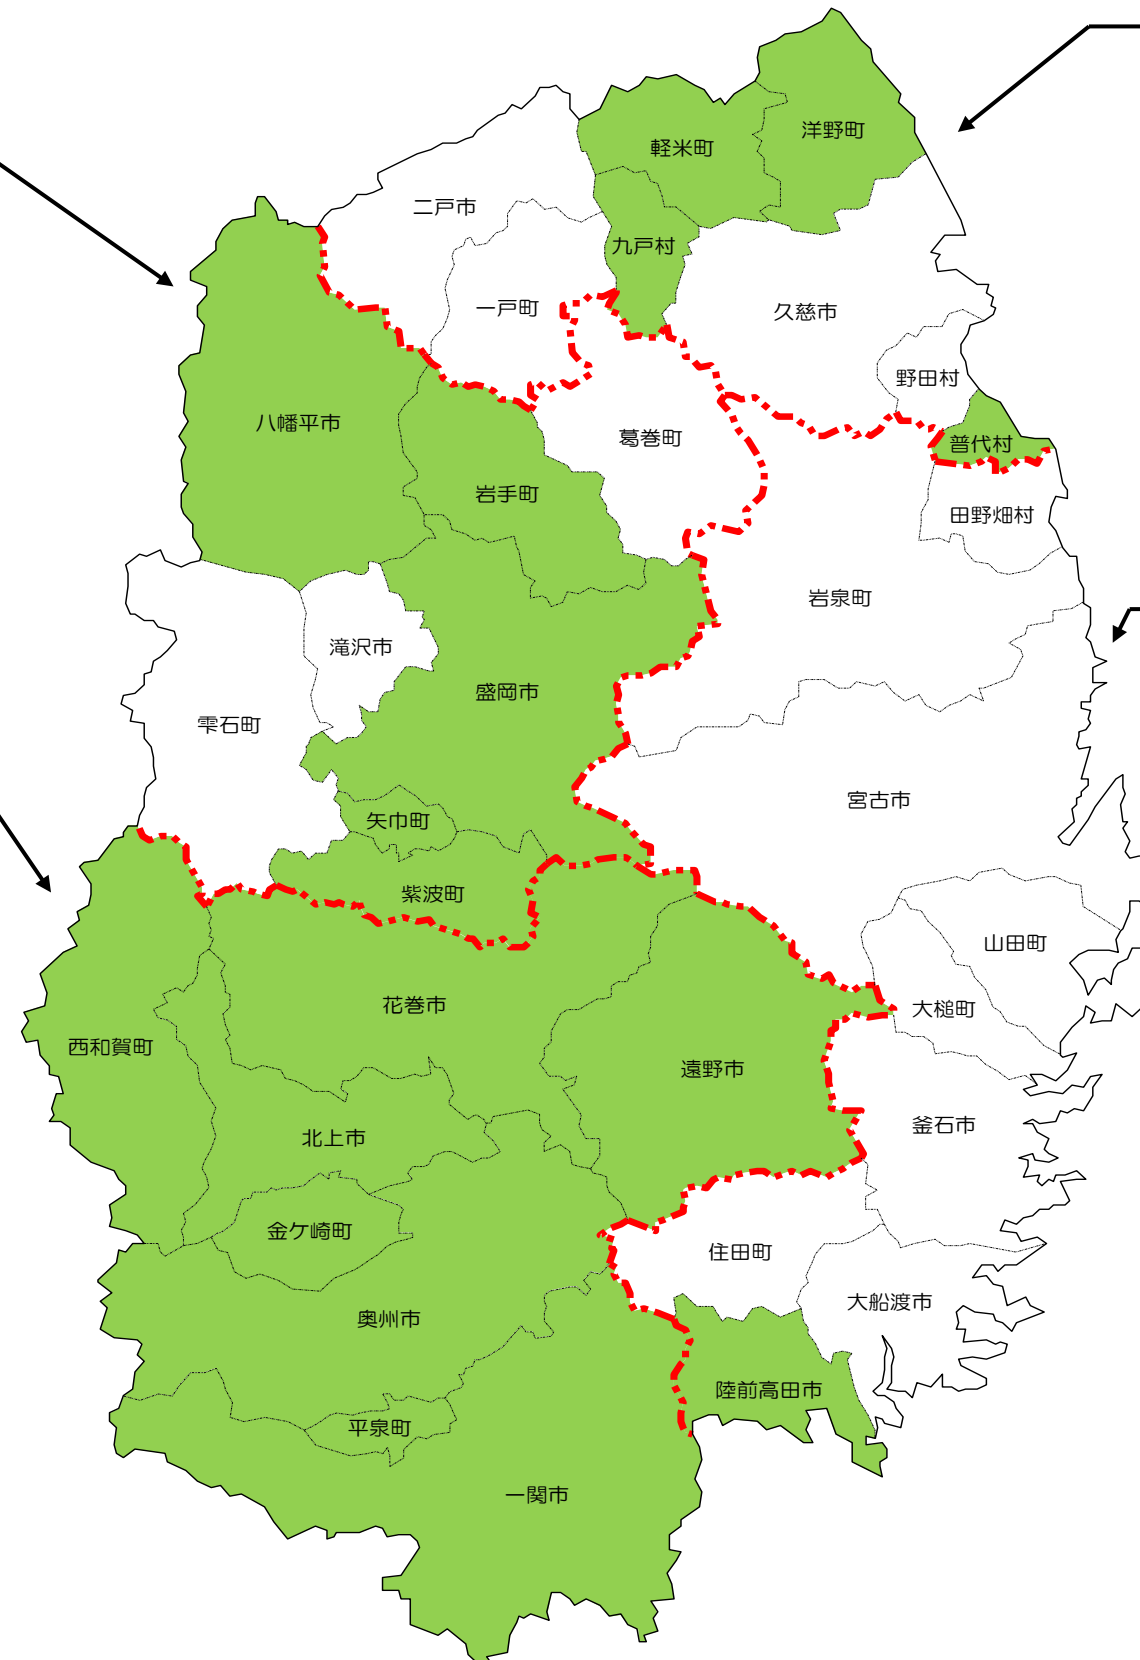 洋野町
軽米町
二戸市
九戸村
一戸町
久慈市
野田村
八幡平市
葛巻町
普代村
岩手町
田野畑村
岩泉町
滝沢市
盛岡市
雫石町
宮古市
矢巾町
紫波町
山田町
花巻市
大槌町
西和賀町
遠野市
釜石市
北上市
金ケ崎町
住田町
大船渡市
奥州市
陸前高田市
平泉町
一関市